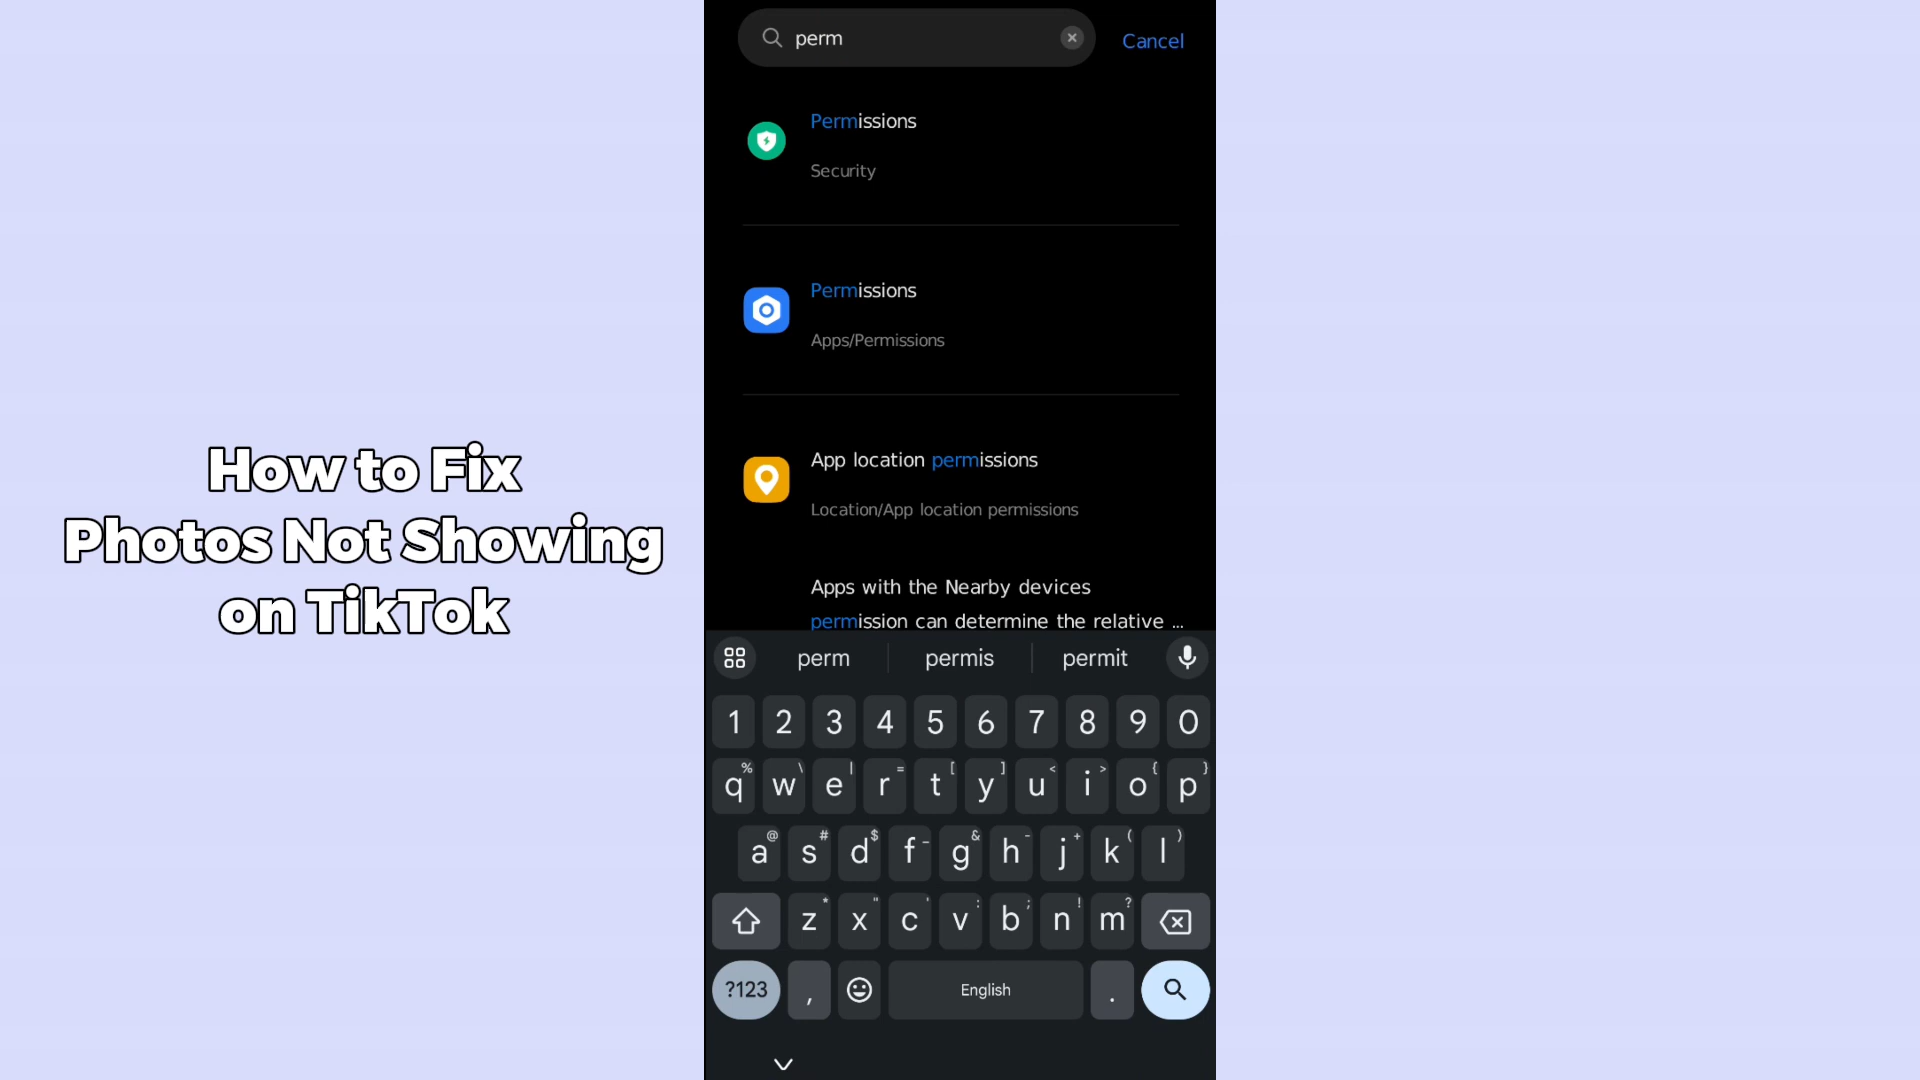 How to Fix
Photos Not Showing
on TikTok
perm
Cancel
Permissions
Security
Permissions
Apps/Permissions
App location permissions
Location/App location permissions
Apps with the Nearby devices
permission can determine the relative ...
perm permis permit
1 2 3 4 5 6 7 8 9 0
% \ | = [ ] < > { }
q w e r t y u i o p
@ # $ _ & - + ( )
a s d f g h j k l
* " ' : ; ! ?
z x c v b n m
?123 , English .